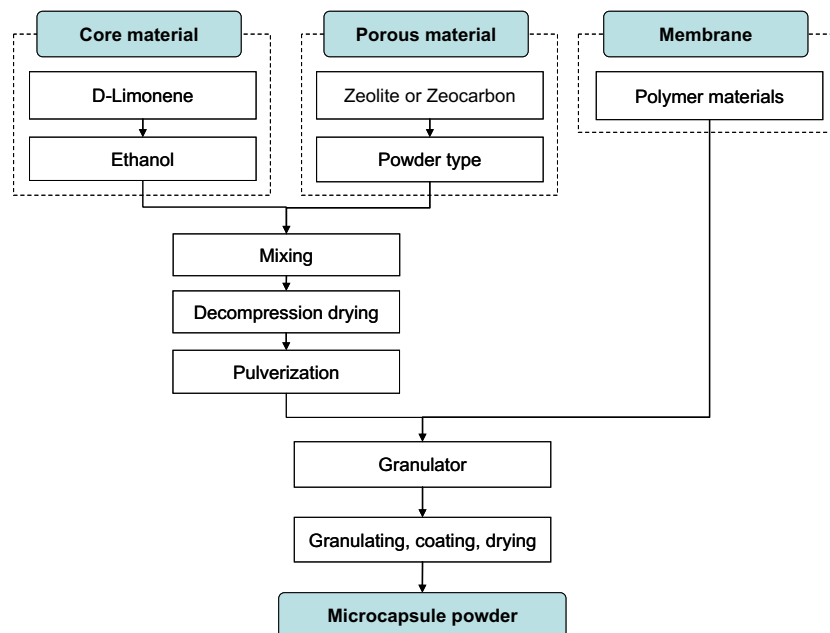 Core material
Porous material
Membrane
D-Limonene
Zeolite or Zeocarbon
Polymer materials
Ethanol
Powder type
Mixing
Decompression drying
Pulverization
Granulator
Granulating, coating, drying
Microcapsule powder